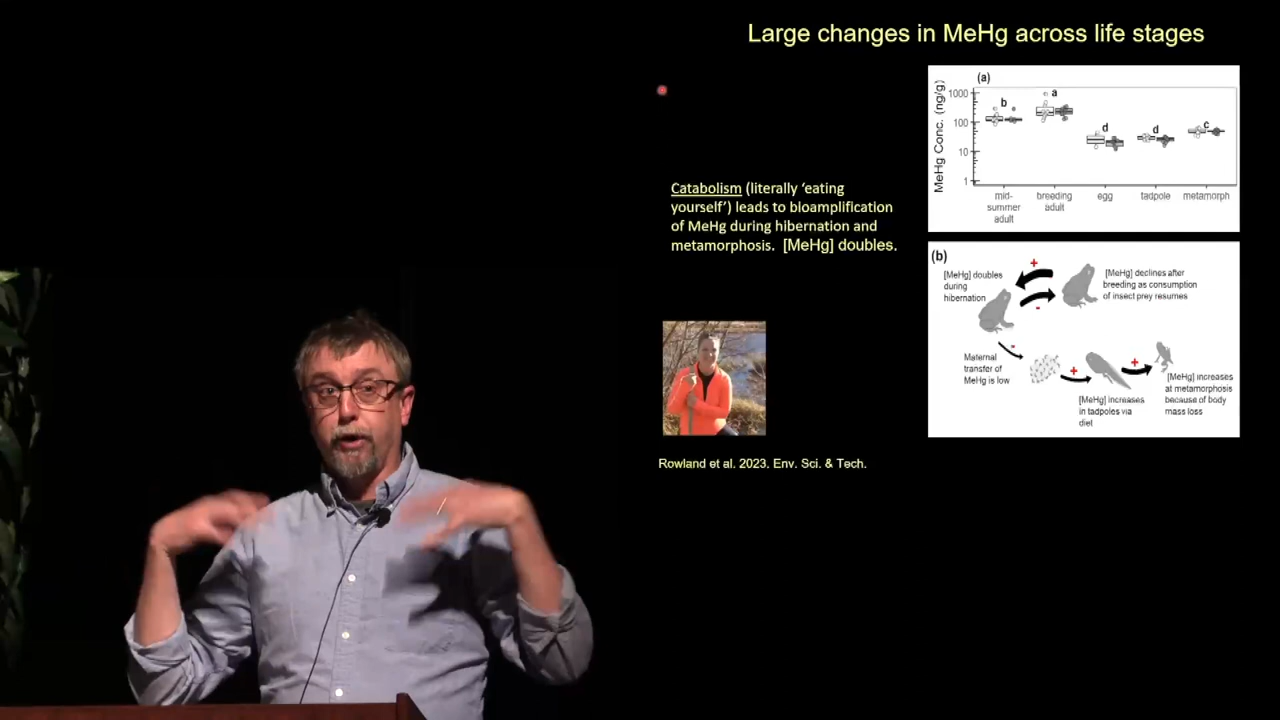 Large changes in MeHg across life stages
Catabolism (literally ‘eating
yourself’) leads to bioamplification
of MeHg during hibernation and
metamorphosis. [MeHg] doubles.
Rowland et al. 2023. Env. Sci. & Tech.
(a)
MeHg Conc. (ng/g)
1000
100
10
1
b
a
d
d
c
mid-
summer
adult
breeding
adult
egg
tadpole
metamorph
(b)
[MeHg] doubles
during
hibernation
+
-
[MeHg] declines after
breeding as consumption
of insect prey resumes
Maternal
transfer of
MeHg is low
-
+
[MeHg] increases
in tadpoles via
diet
+
[MeHg] increases
at metamorphosis
because of body
mass loss